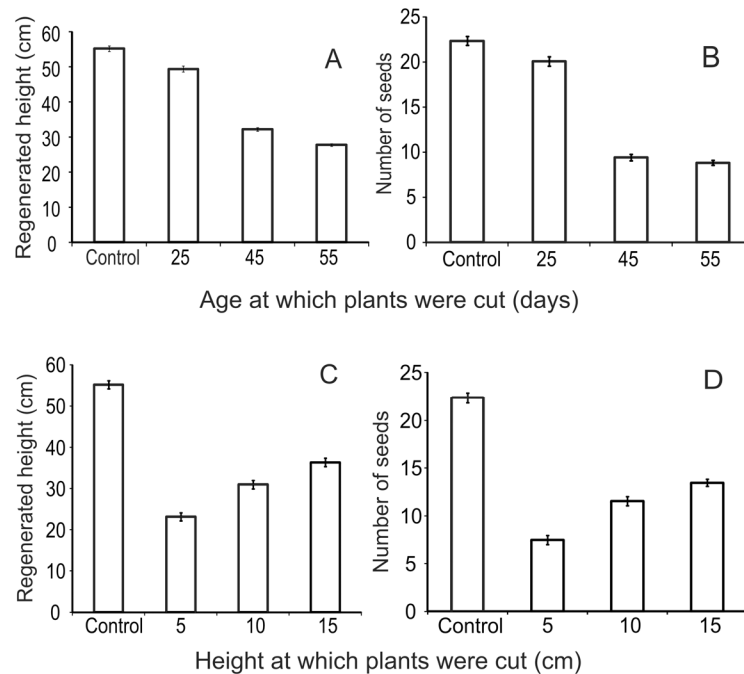 Regenerated height (cm)
60
50
40
30
20
10
0
A
Control 25 45 55
Number of seeds
25
20
15
10
5
0
B
Control 25 45 55
Age at which plants were cut (days)
Regenerated height (cm)
60
50
40
30
20
10
0
C
Control 5 10 15
Number of seeds
25
20
15
10
5
0
D
Control 5 10 15
Height at which plants were cut (cm)